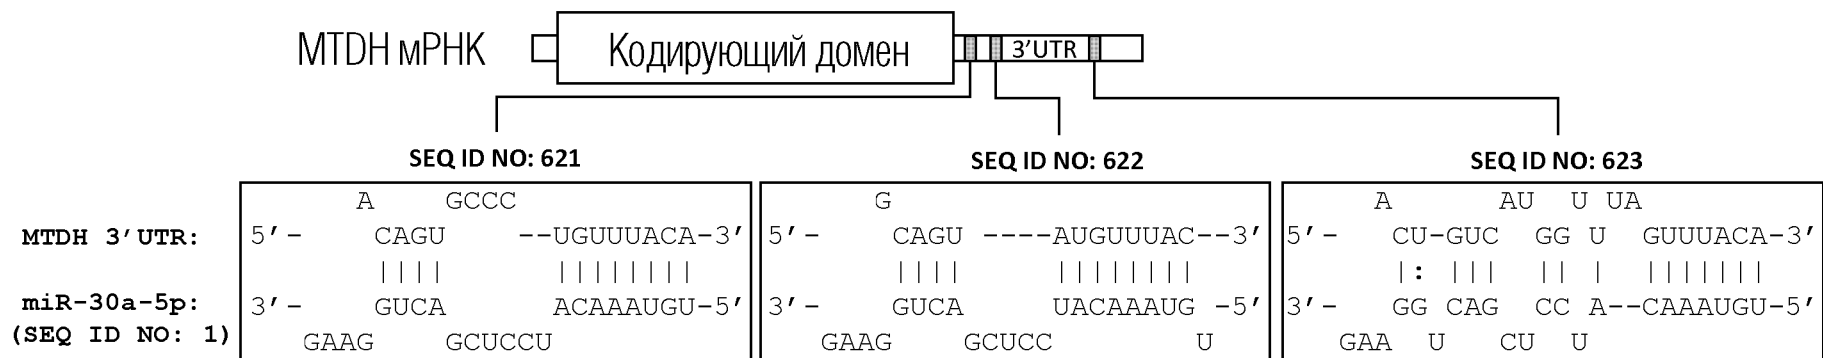 MTDH мРНК Кодирующий домен 3'UTR
SEQ ID NO: 621 SEQ ID NO: 622 SEQ ID NO: 623
A GCCC G A AU U UA
MTDH 3'UTR: 5'- CAGU --UGUUUACA-3' 5'- CAGU ----AUGUUUAC--3' 5'- CU-GUC GG U GUUUACA-3'
|||| |||||||| |||| |||||||| |: ||| || | |||||||
miR-30a-5p: 3'- GUCA ACAAAUGU-5' 3'- GUCA UACAAAUG -5' 3'- GG CAG CC A--CAAAUGU-5'
(SEQ ID NO: 1) GAAG GCUCCU GAAG GCUCC U GAA U CU U